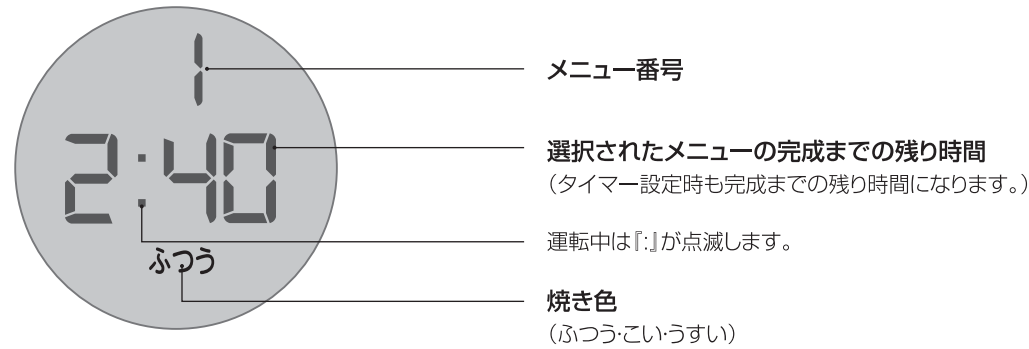 1
メニュー番号
2:40
選択されたメニューの完成までの残り時間
（タイマー設定時も完成までの残り時間になります。）
運転中は『:』が点滅します。
ふつう
焼き色
（ふつう・こい・うすい）